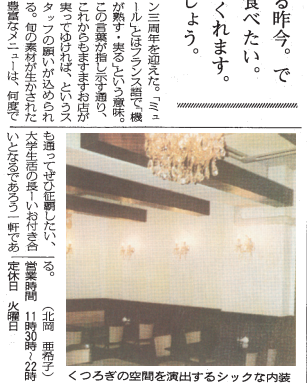 る昨今。で
食べたい。
くれます。
しょう。
ン三周年を迎えた。「ミュ
ール」とはフランス語で、機
が熟す・実るという意味。
この言葉が指し示す通り、
これからもますますお店が
実ってゆければ、というス
タッフの願いが込められ
る。旬の素材が生かされた
豊富なメニューは、何度で
も通ってぜひ征覇したい、
大学生活の長ーいお付き合
いとなるであろう一軒であ
る。
(北岡 亜希子)
営業時間 11時30時〜22時
定休日 火曜日
くつろぎの空間を演出するシックな内装